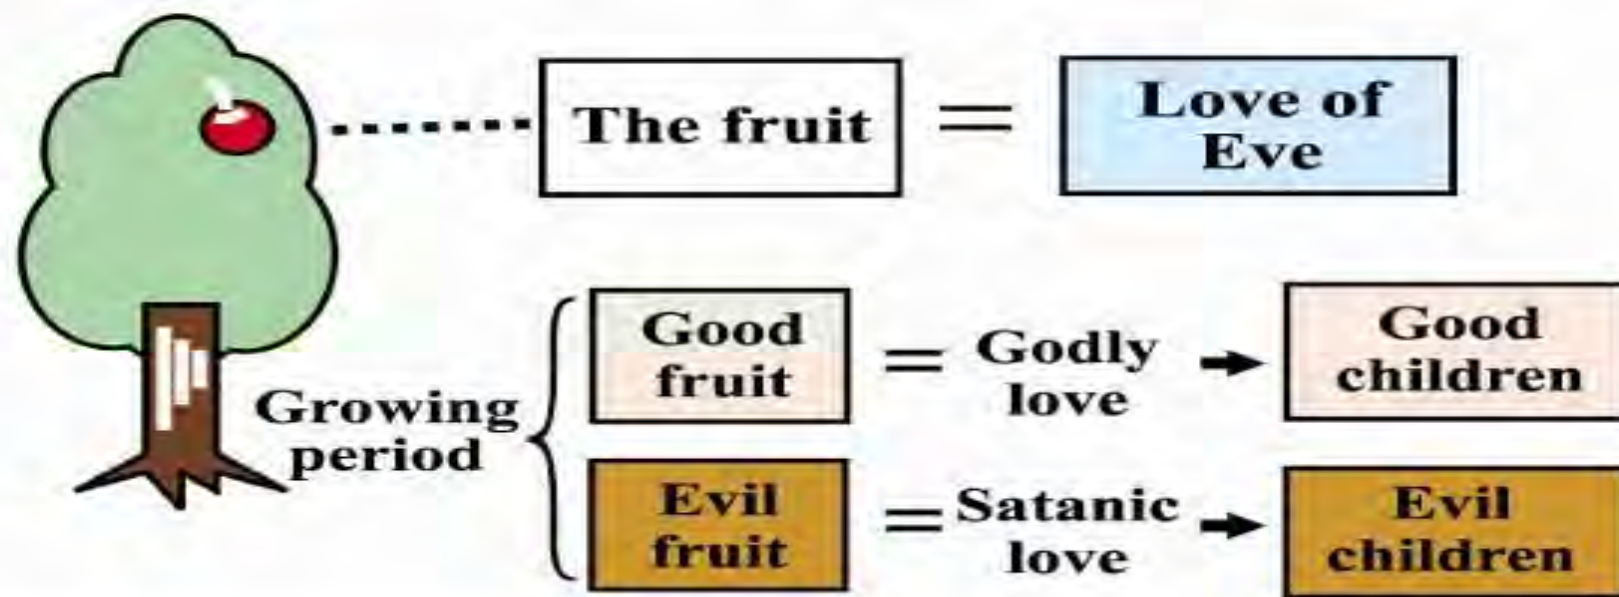 The fruit
=
Love of
Eve
Growing
period
Good
fruit
=
Godly
love
Good
children
Evil
fruit
=
Satanic
love
Evil
children